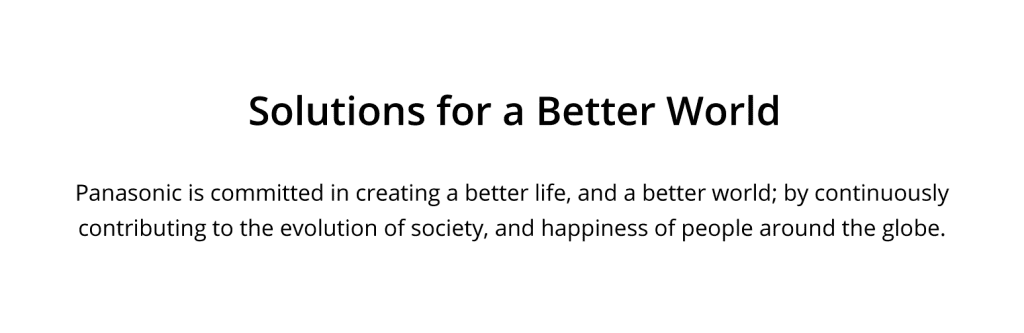 Solutions for a Better World
Panasonic is committed in creating a better life, and a better world; by continuously
contributing to the evolution of society, and happiness of people around the globe.